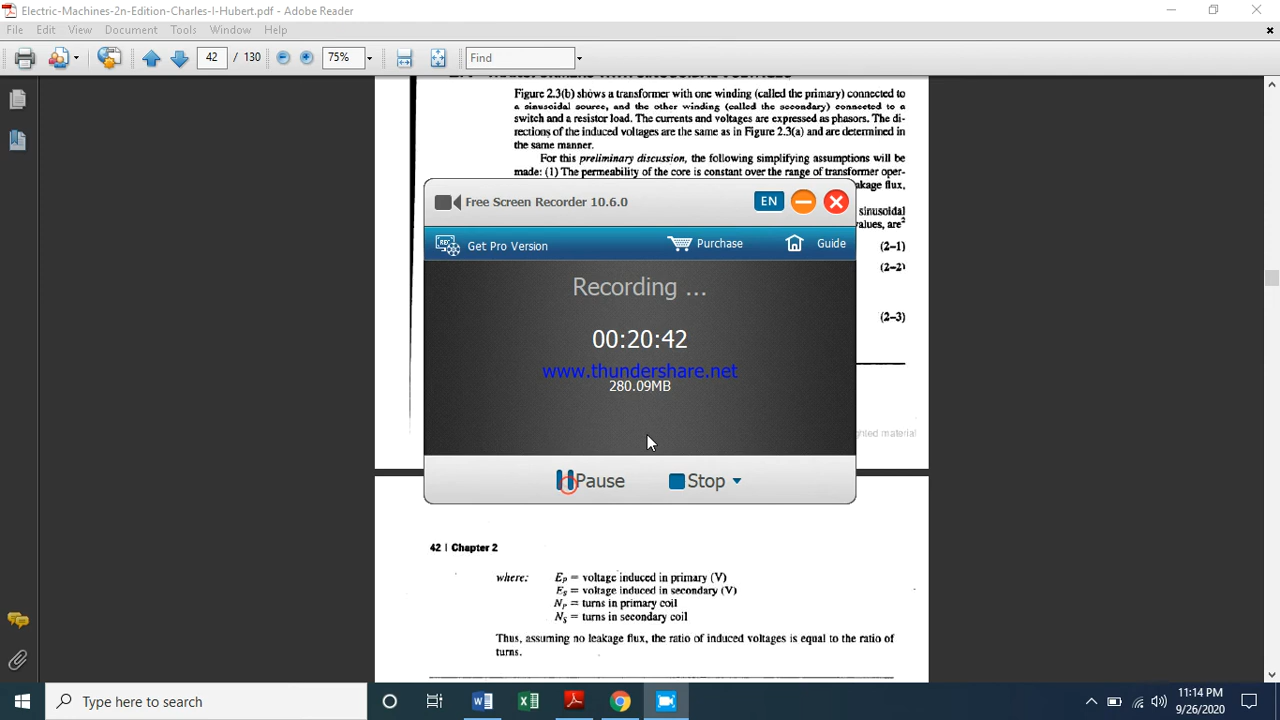 Electric-Machines-2n-Edition-Charles-I-Hubert.pdf - Adobe Reader
File Edit View Document Tools Window Help
42 / 130 75% Find
Figure 2.3(b) shows a transformer with one winding (called the primary) connected to
a sinusoidal source, and the other winding (called the secondary) connected to a
switch and a resistor load. The currents and voltages are expressed as phasors. The di-
rections of the induced voltages are the same as in Figure 2.3(a) and are determined in
the same manner.
For this preliminary discussion, the following simplifying assumptions will be
made: (1) The permeability of the core is constant over the range of transformer oper-
akage flux,
sinusoidal
values, are²
(2–1)
(2–2)
(2–3)
Free Screen Recorder 10.6.0
EN
Get Pro Version
Purchase
Guide
Recording ...
00:20:42
www.thundershare.net
280.09MB
Pause
Stop
ghted material
42 | Chapter 2
where: E_P = voltage induced in primary (V)
E_S = voltage induced in secondary (V)
N_P = turns in primary coil
N_S = turns in secondary coil
Thus, assuming no leakage flux, the ratio of induced voltages is equal to the ratio of
turns.
Type here to search
11:14 PM
9/26/2020